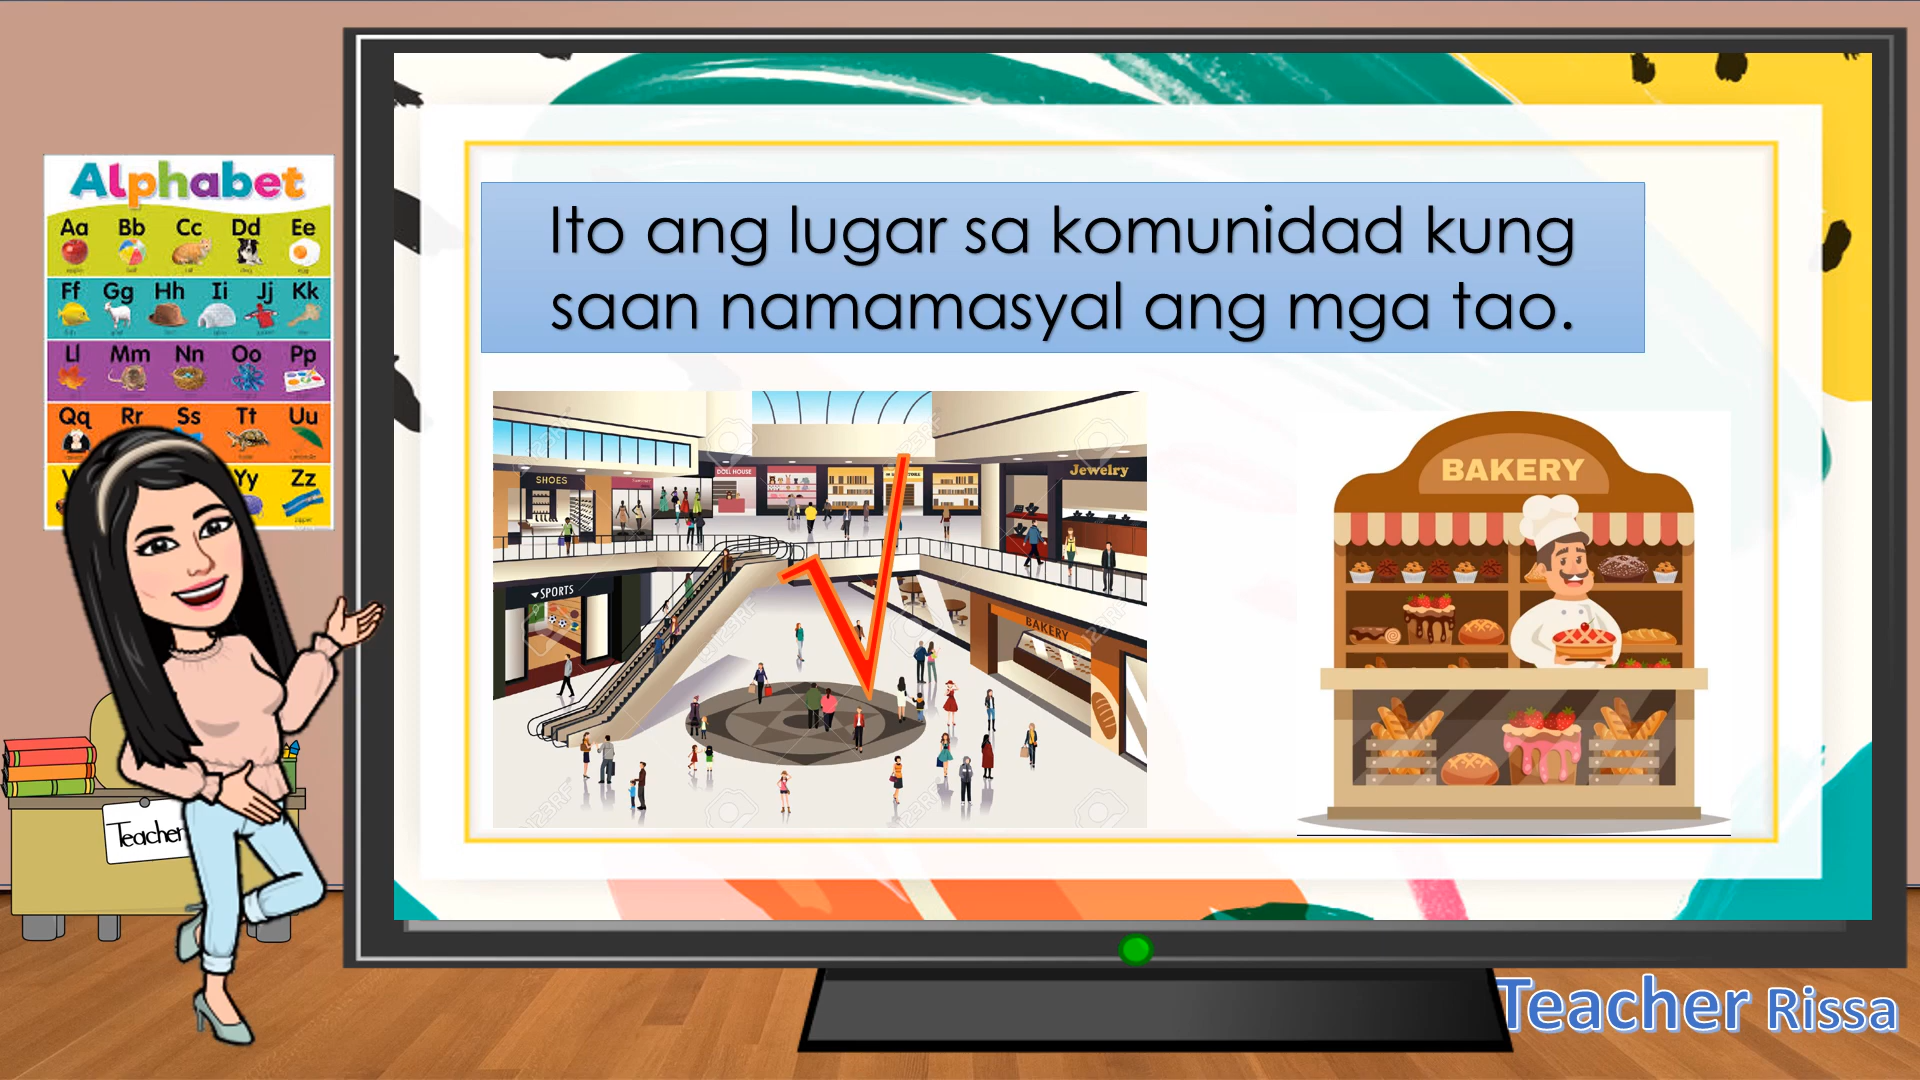 Alphabet
Aa Bb Cc Dd Ee
Ff Gg Hh Ii Jj Kk
Ll Mm Nn Oo Pp
Qq Rr Ss Tt Uu
Yy Zz
Teacher
Ito ang lugar sa komunidad kung
saan namamasyal ang mga tao.
SHOES
DOLL HOUSE
Jewelry
SPORTS
BAKERY
BAKERY
Teacher Rissa